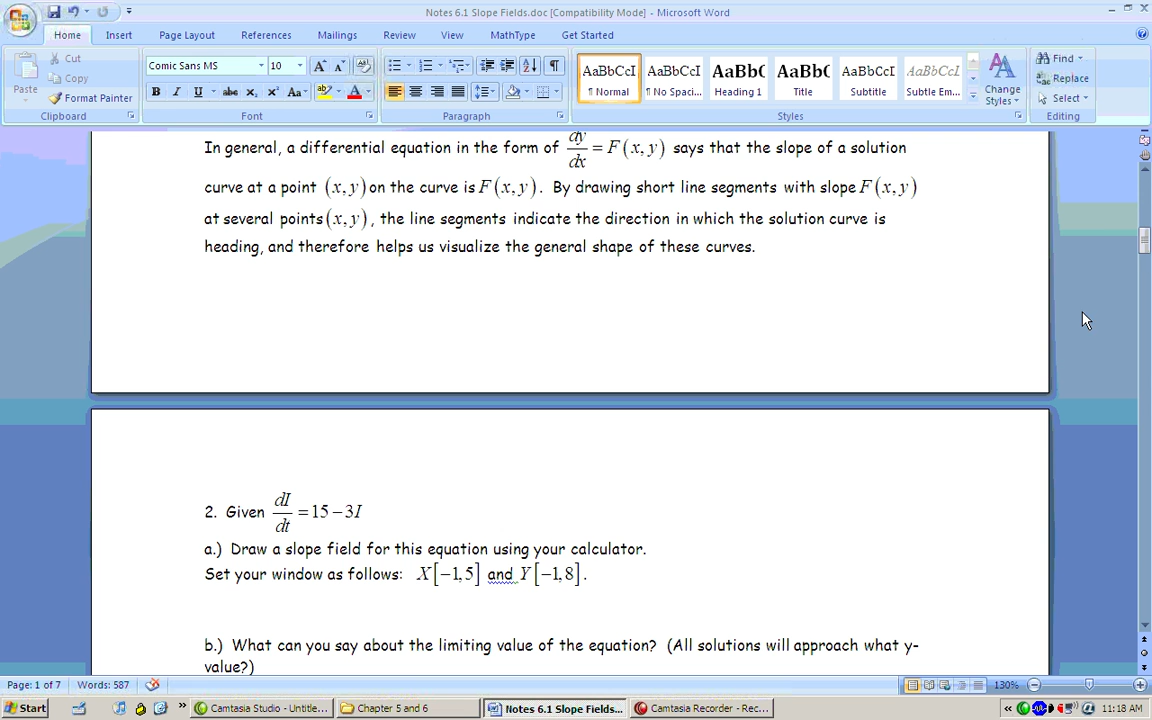 Notes 6.1 Slope Fields.doc [Compatibility Mode] - Microsoft Word
Home Insert Page Layout References Mailings Review View MathType Get Started
Paste Cut Copy Format Painter
Clipboard
Comic Sans MS 10
Font
Paragraph
AaBbCcI AaBbCcI AaBbC AaBbC AaBbCcI AaBbCcI
¶ Normal ¶ No Spaci... Heading 1 Title Subtitle Subtle Em...
Change Styles
Styles
Find Replace Select
Editing
In general, a differential equation in the form of dy/dx = F(x, y) says that the slope of a solution
curve at a point (x, y) on the curve is F(x, y). By drawing short line segments with slope F(x, y)
at several points (x, y), the line segments indicate the direction in which the solution curve is
heading, and therefore helps us visualize the general shape of these curves.
2. Given dI/dt = 15 − 3I
a.) Draw a slope field for this equation using your calculator.
Set your window as follows: X[−1,5] and Y[−1,8].
b.) What can you say about the limiting value of the equation? (All solutions will approach what y-
value?)
Page: 1 of 7 Words: 587 130%
Start Camtasia Studio - Untitle... Chapter 5 and 6 Notes 6.1 Slope Fields... Camtasia Recorder - Rec... 11:18 AM